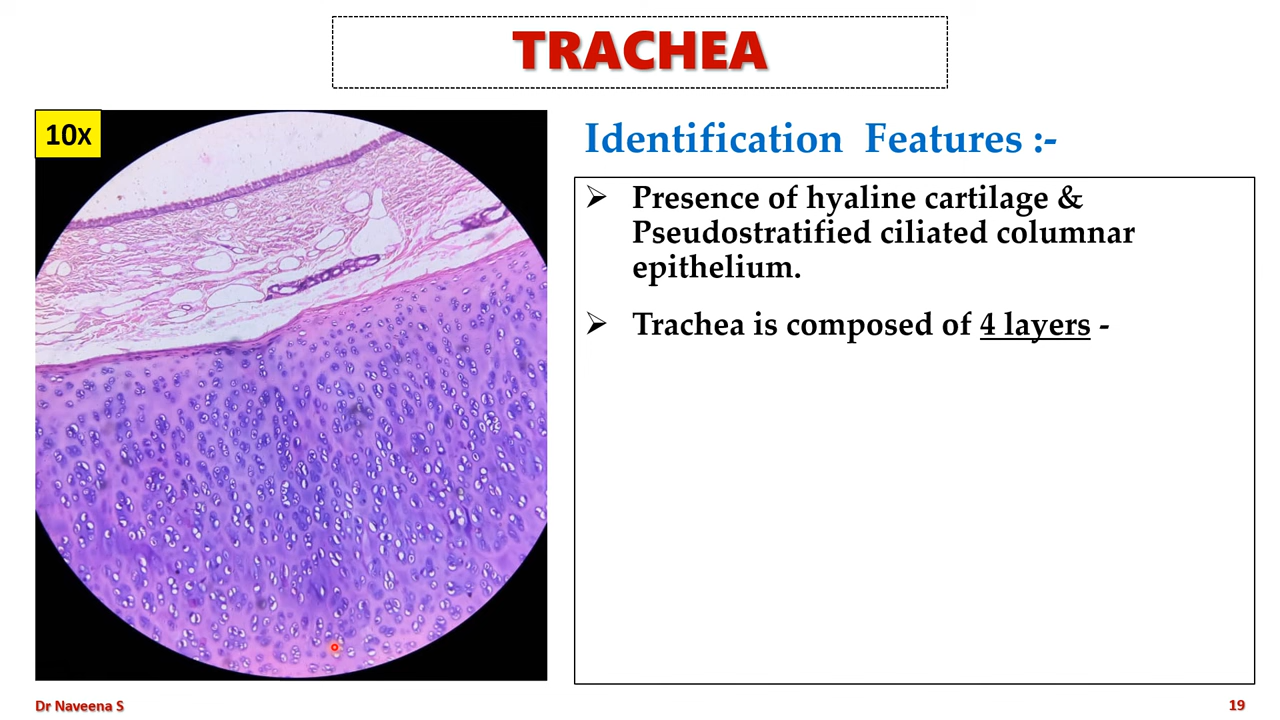 TRACHEA
10x
Identification Features :-
➢ Presence of hyaline cartilage &
Pseudostratified ciliated columnar
epithelium.
➢ Trachea is composed of 4 layers -
Dr Naveena S
19